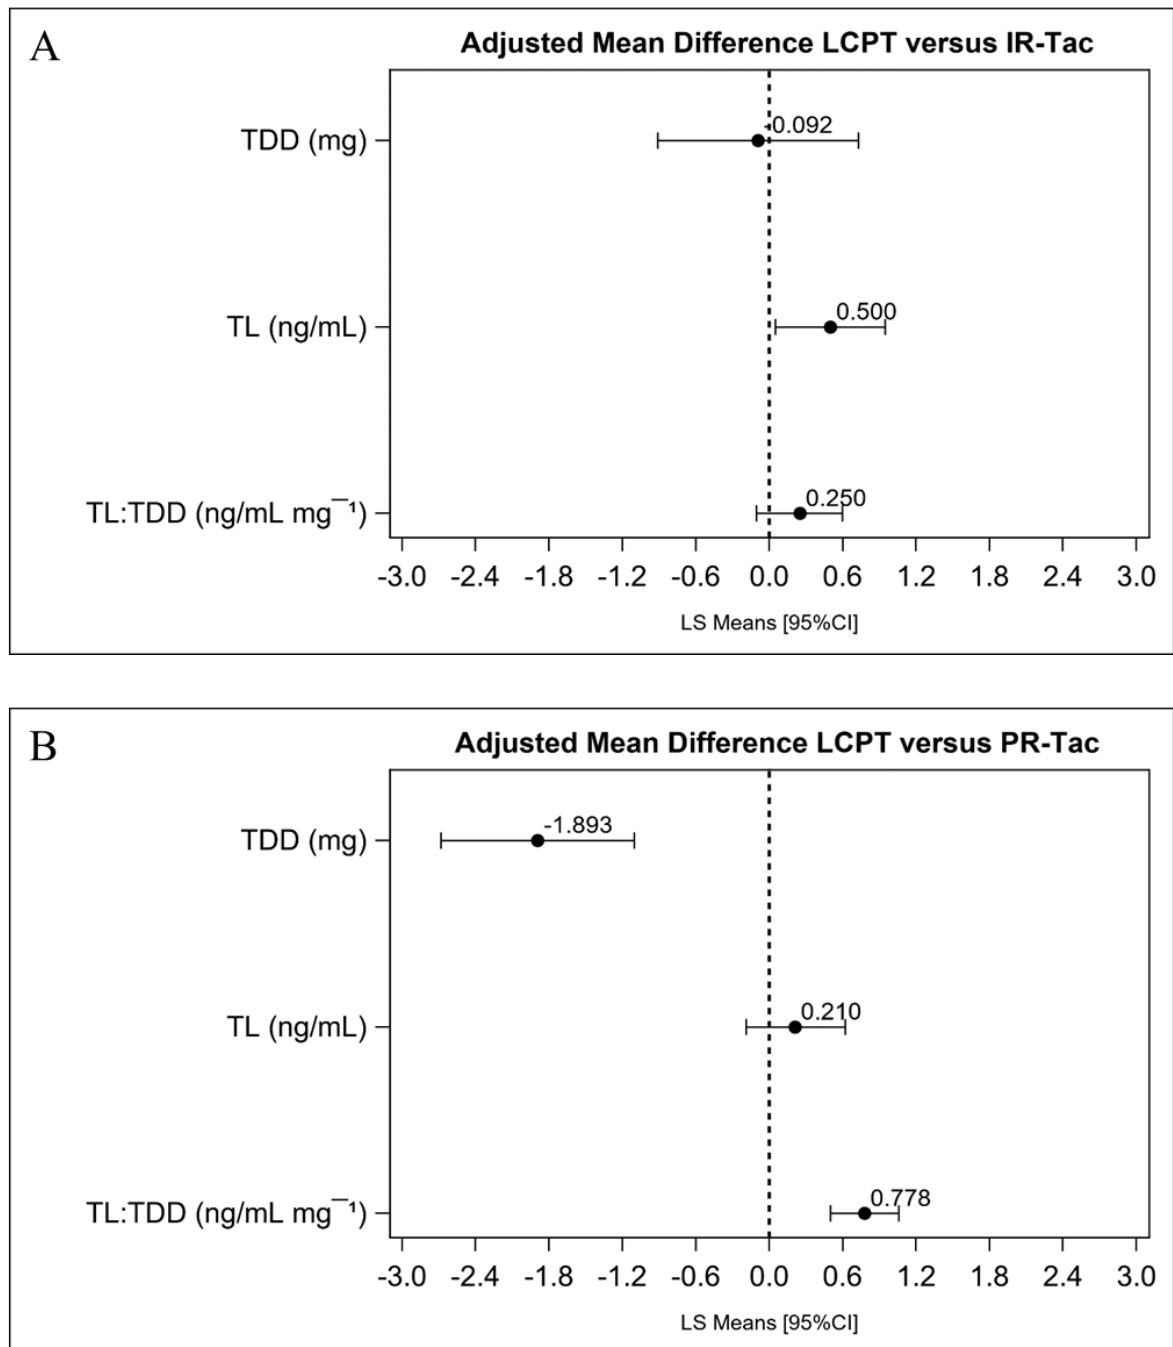 A
Adjusted Mean Difference LCPT versus IR-Tac
TDD (mg)
-0.092
TL (ng/mL)
0.500
TL:TDD (ng/mL mg¯¹)
0.250
-3.0 -2.4 -1.8 -1.2 -0.6 0.0 0.6 1.2 1.8 2.4 3.0
LS Means [95%CI]
B
Adjusted Mean Difference LCPT versus PR-Tac
TDD (mg)
-1.893
TL (ng/mL)
0.210
TL:TDD (ng/mL mg¯¹)
0.778
-3.0 -2.4 -1.8 -1.2 -0.6 0.0 0.6 1.2 1.8 2.4 3.0
LS Means [95%CI]